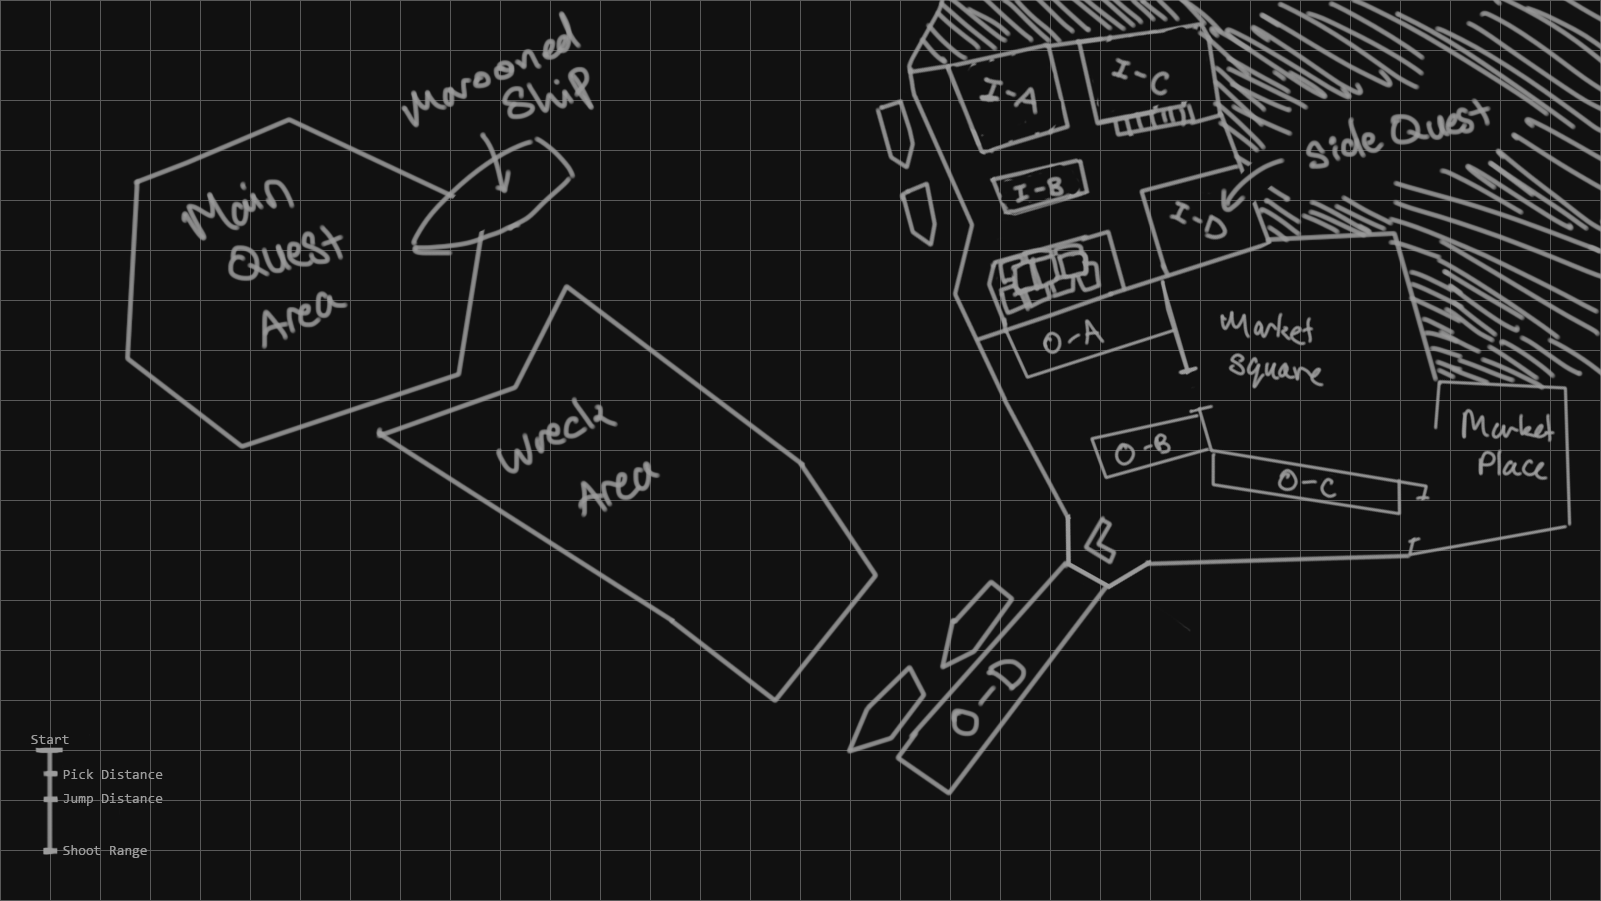 Marooned
Ship
Main
Quest
Area
Wreck
Area
I-A
I-C
I-B
I-D
Side Quest
O-A
Market
Square
O-B
O-C
Market
Place
O-D
Start
Pick Distance
Jump Distance
Shoot Range